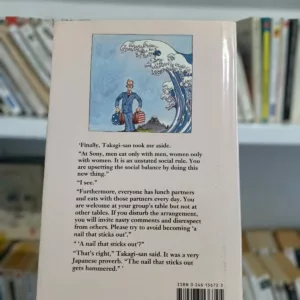 'Finally, Takagi-san took me aside.
"At Sony, men eat only with men, women only
with women. It is an unstated social rule. You
are upsetting the social balance by doing this
new thing."
"I see."
"Furthermore, everyone has lunch partners
and eats with those partners every day. You
are welcome at your group's table but not at
other tables. If you disturb the arrangement,
you will invite nasty comments and disrespect
from others. Please try to avoid becoming 'a
nail that sticks out'."
"A nail that sticks out'?"
"That's right," Takagi-san said. It was a very
Japanese proverb. "The nail that sticks out
gets hammered." '